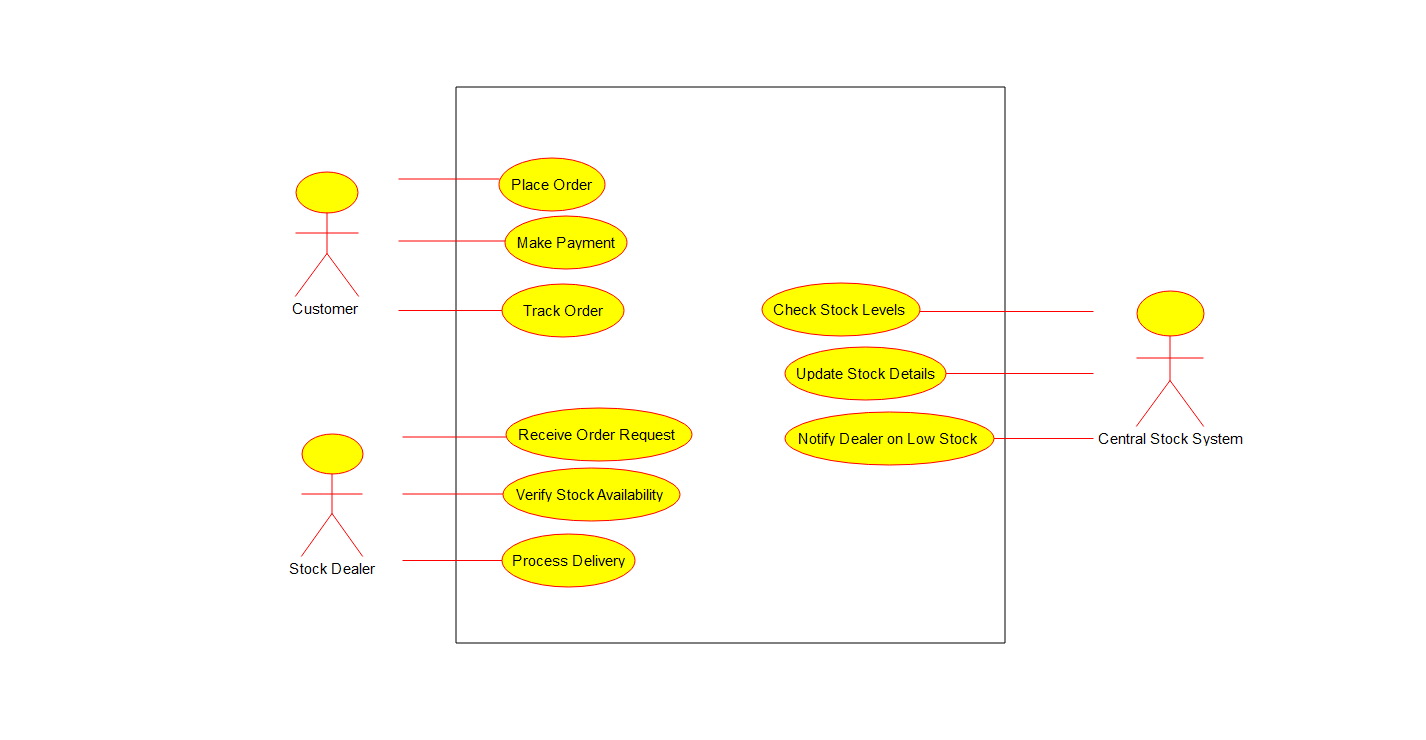 Place Order
Make Payment
Customer
Track Order
Check Stock Levels
Update Stock Details
Receive Order Request
Notify Dealer on Low Stock
Central Stock System
Verify Stock Availability
Process Delivery
Stock Dealer